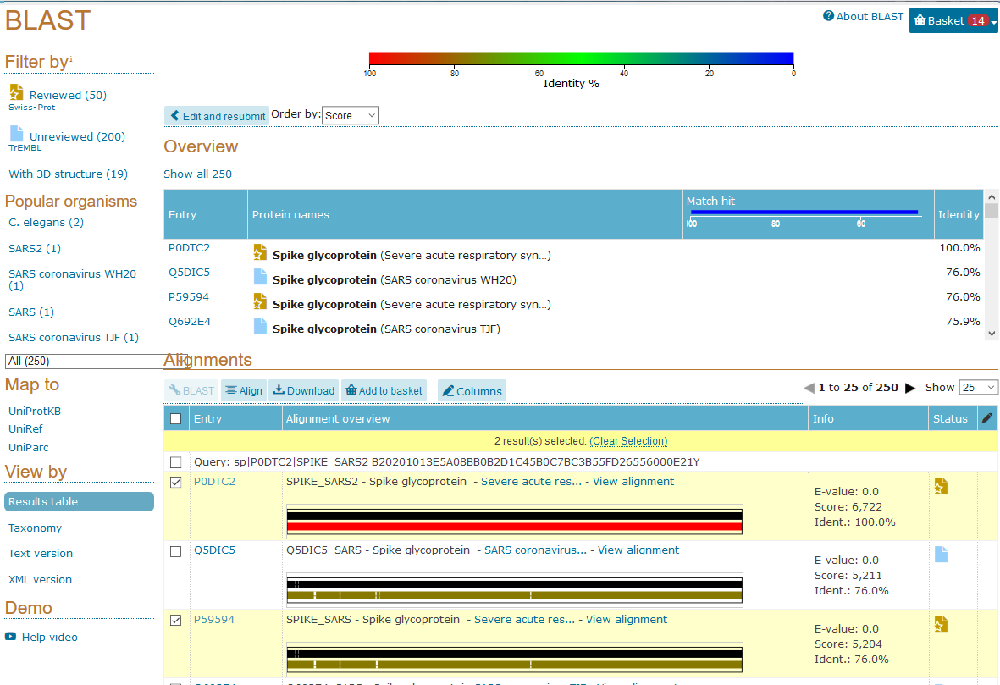 BLAST
About BLAST
Basket 14
Filter by i
Reviewed (50)
Swiss-Prot
Unreviewed (200)
TrEMBL
With 3D structure (19)
Popular organisms
C. elegans (2)
SARS2 (1)
SARS coronavirus WH20
(1)
SARS (1)
SARS coronavirus TJF (1)
All (250)
Map to
UniProtKB
UniRef
UniParc
View by
Results table
Taxonomy
Text version
XML version
Demo
Help video
100 80 60 40 20 0
Identity %
Edit and resubmit Order by: Score
Overview
Show all 250
Entry Protein names Match hit Identity
100 80 60
P0DTC2 Spike glycoprotein (Severe acute respiratory syn...) 100.0%
Q5DIC5 Spike glycoprotein (SARS coronavirus WH20) 76.0%
P59594 Spike glycoprotein (Severe acute respiratory syn...) 76.0%
Q692E4 Spike glycoprotein (SARS coronavirus TJF) 75.9%
Alignments
BLAST Align Download Add to basket Columns 1 to 25 of 250 Show 25
Entry Alignment overview Info Status
2 result(s) selected. (Clear Selection)
Query: sp|P0DTC2|SPIKE_SARS2 B20201013E5A08BB0B2D1C45B0C7BC3B55FD26556000E21Y
P0DTC2 SPIKE_SARS2 - Spike glycoprotein - Severe acute res... - View alignment
E-value: 0.0
Score: 6,722
Ident.: 100.0%
Q5DIC5 Q5DIC5_SARS - Spike glycoprotein - SARS coronavirus... - View alignment
E-value: 0.0
Score: 5,211
Ident.: 76.0%
P59594 SPIKE_SARS - Spike glycoprotein - Severe acute res... - View alignment
E-value: 0.0
Score: 5,204
Ident.: 76.0%